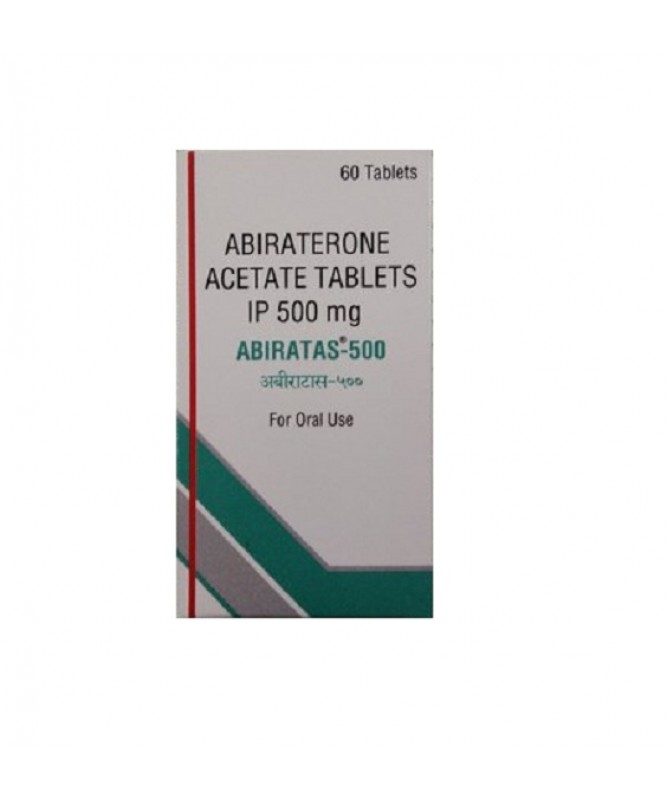 60 Tablets
ABIRATERONE
ACETATE TABLETS
IP 500 mg
ABIRATAS®-500
अबीराटास-५००
For Oral Use